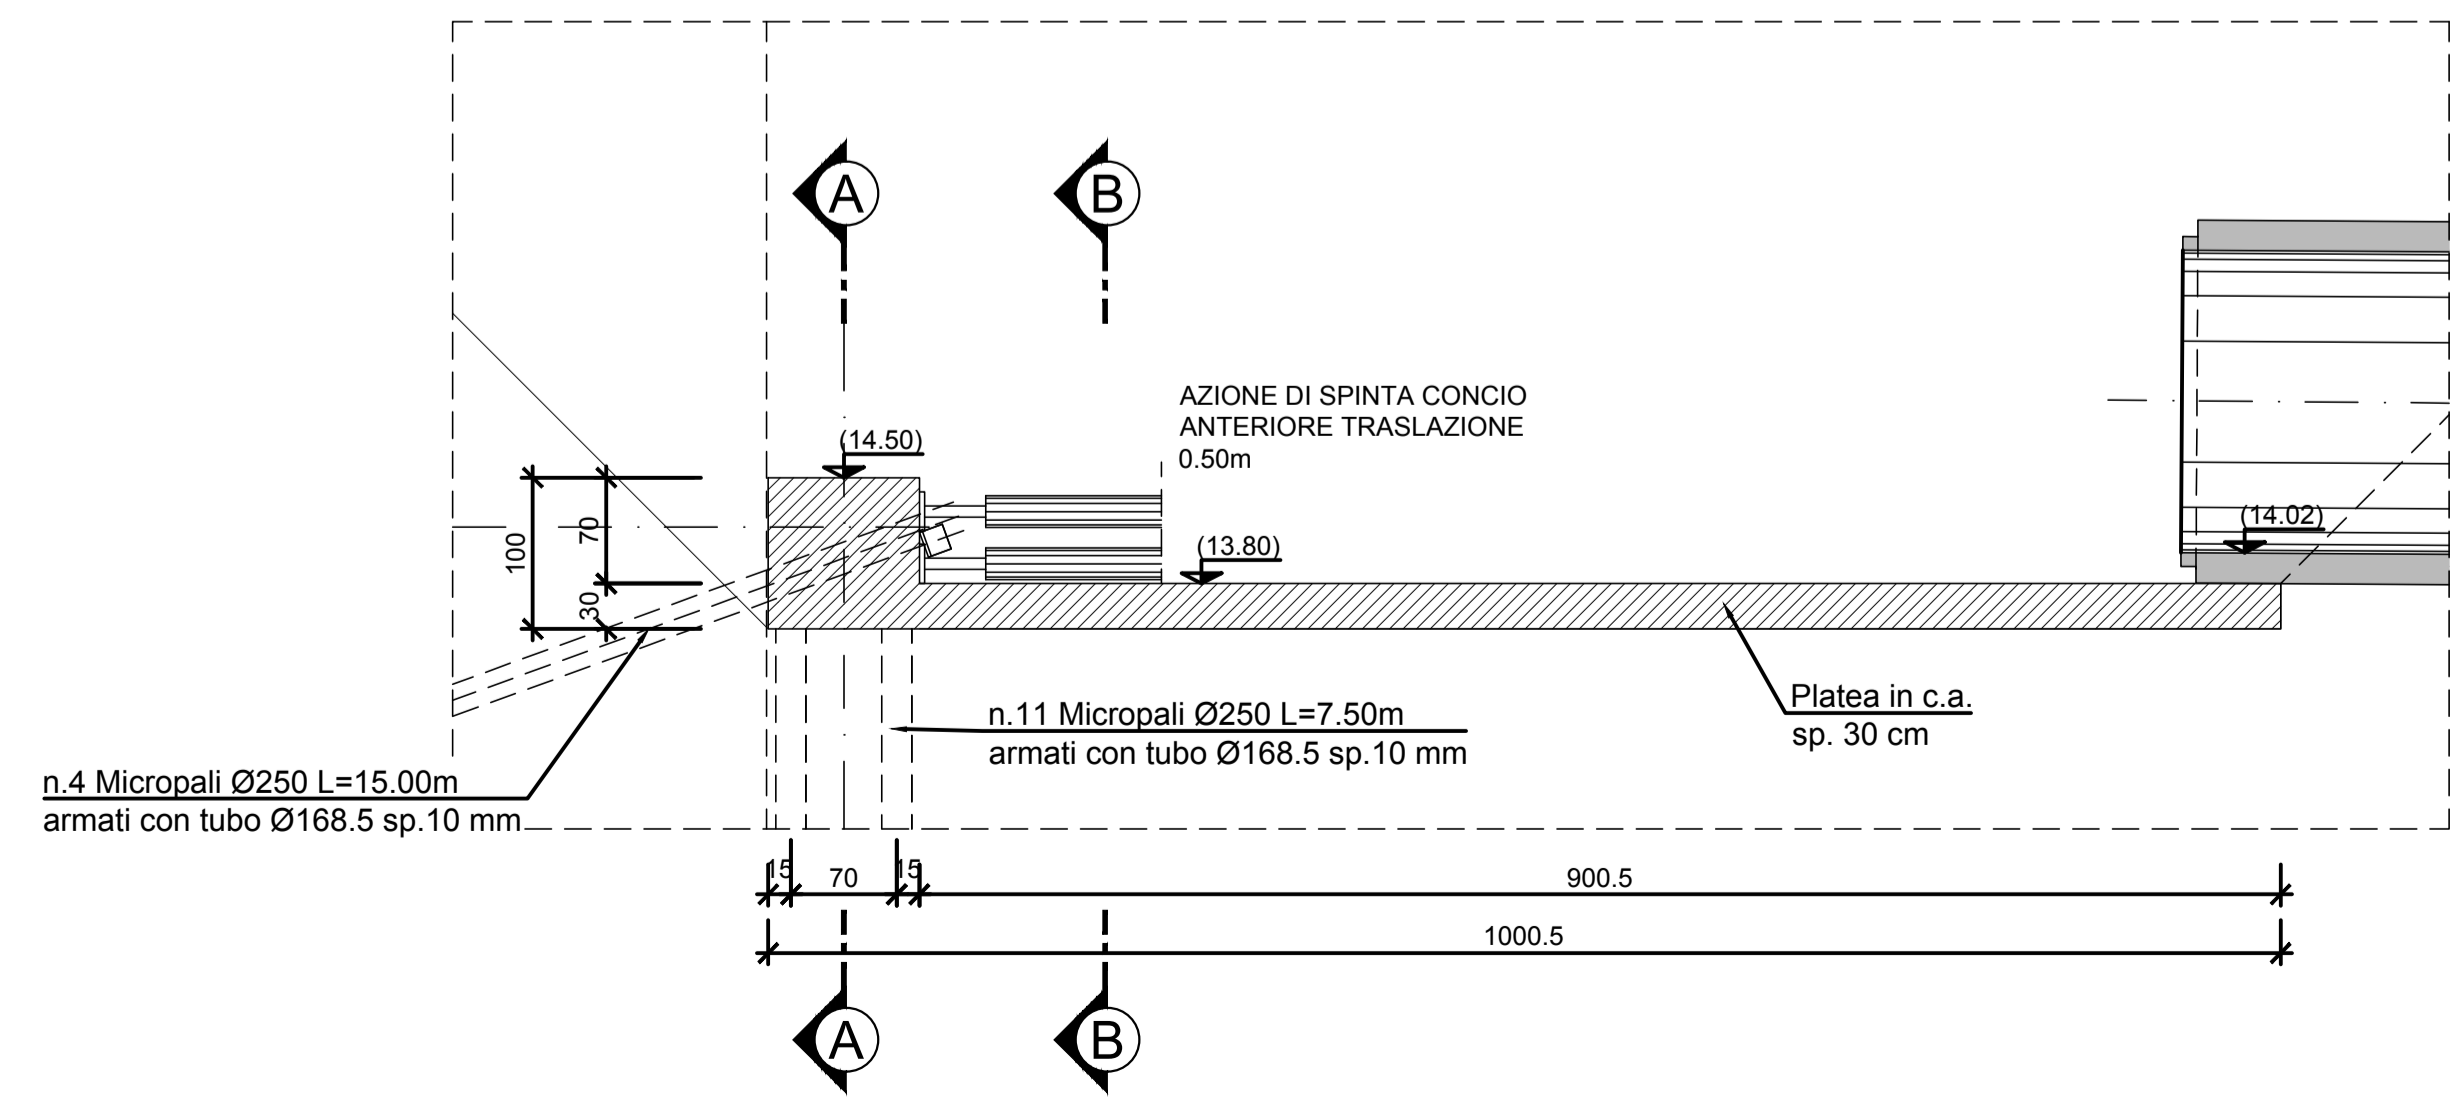 A
B
AZIONE DI SPINTA CONCIO
ANTERIORE TRASLAZIONE
0.50m
(14.50)
(14.02)
(13.80)
100
70
30
Platea in c.a.
sp. 30 cm
n.11 Micropali Ø250 L=7.50m
armati con tubo Ø168.5 sp.10 mm
n.4 Micropali Ø250 L=15.00m
armati con tubo Ø168.5 sp.10 mm
15
70
15
900.5
1000.5
A
B